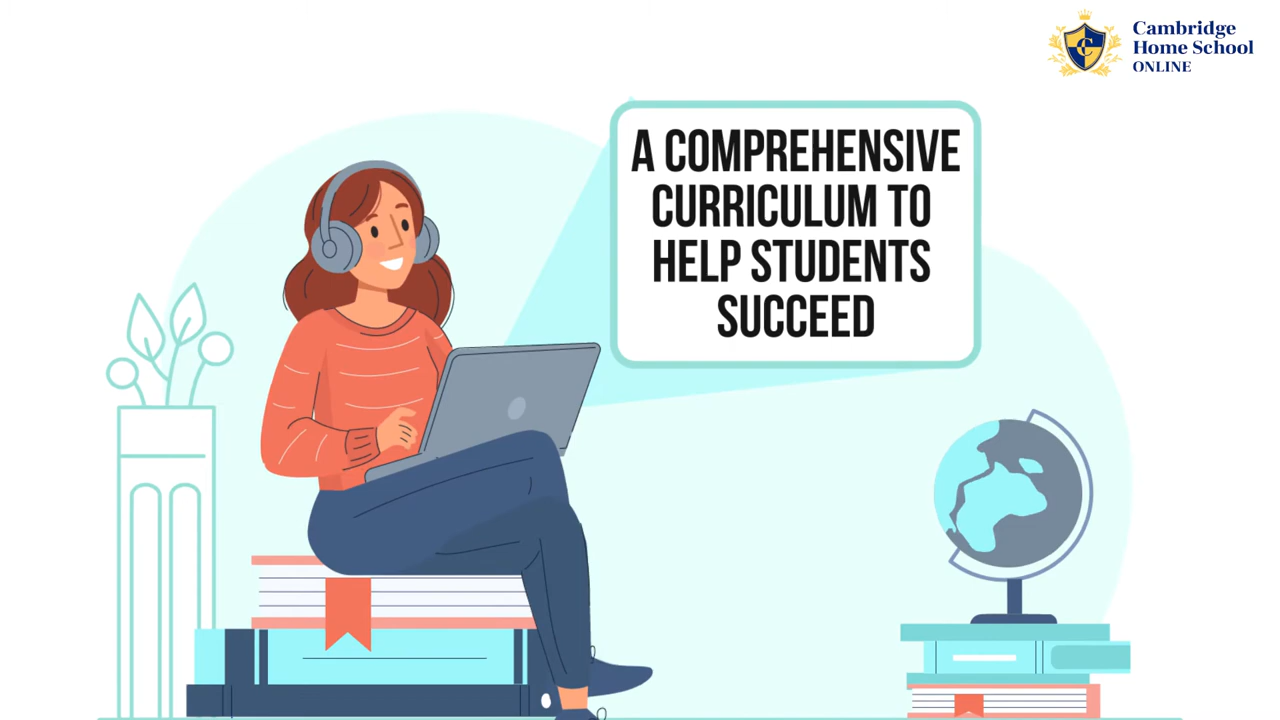 Cambridge
Home School
ONLINE
C
A COMPREHENSIVE
CURRICULUM TO
HELP STUDENTS
SUCCEED